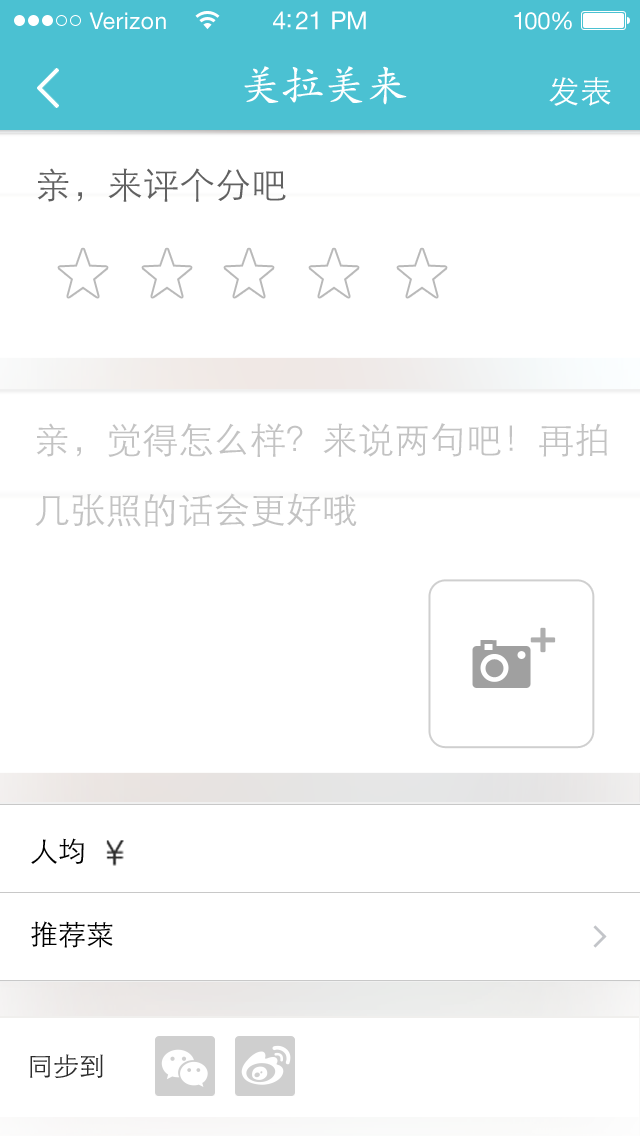 Verizon 4:21 PM 100%
美拉美来 发表
亲，来评个分吧
亲，觉得怎么样？来说两句吧！再拍
几张照的话会更好哦
人均 ¥
推荐菜
同步到